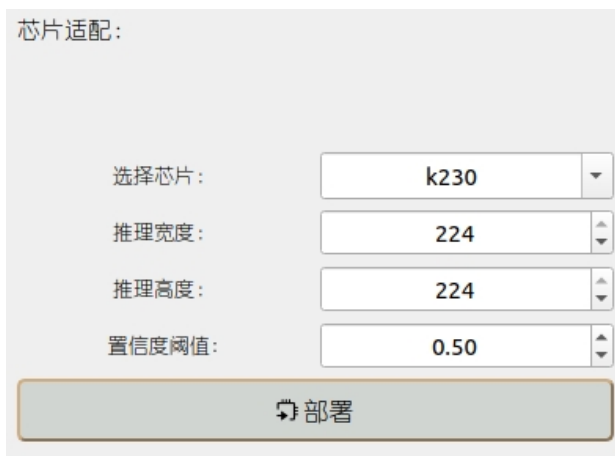 芯片适配：
选择芯片： k230
推理宽度： 224
推理高度： 224
置信度阈值： 0.50
部署